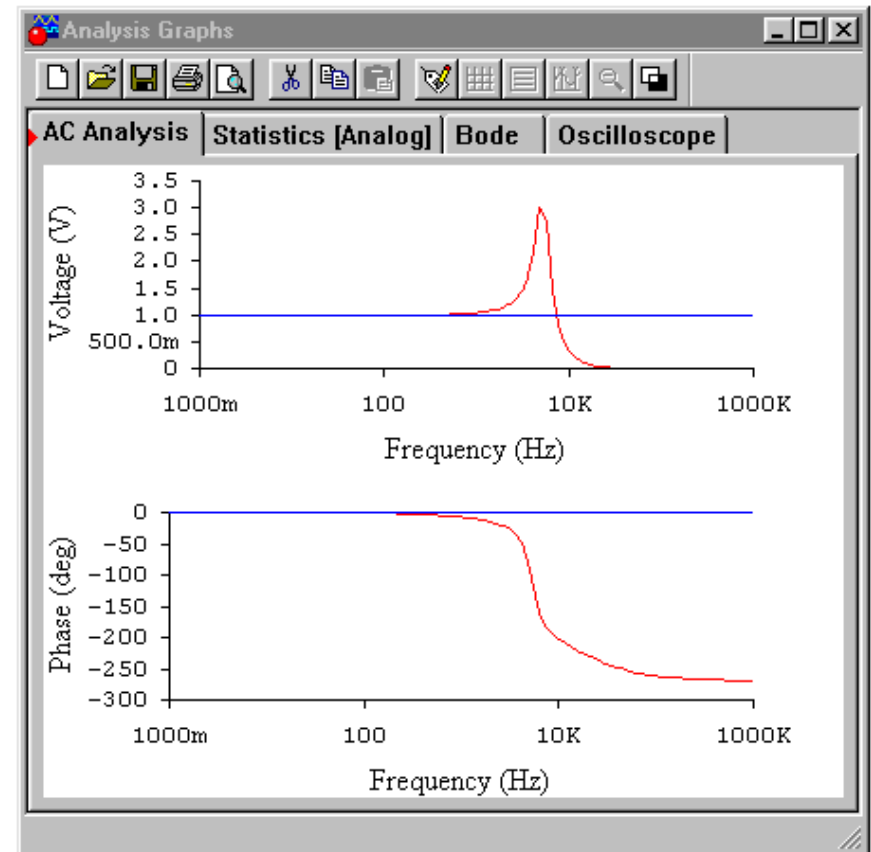 Analysis Graphs
AC Analysis Statistics [Analog] Bode Oscilloscope
3.5
3.0
2.5
2.0
1.5
1.0
500.0m
0
Voltage (V)
1000m 100 10K 1000K
Frequency (Hz)
0
-50
-100
-150
-200
-250
-300
Phase (deg)
1000m 100 10K 1000K
Frequency (Hz)